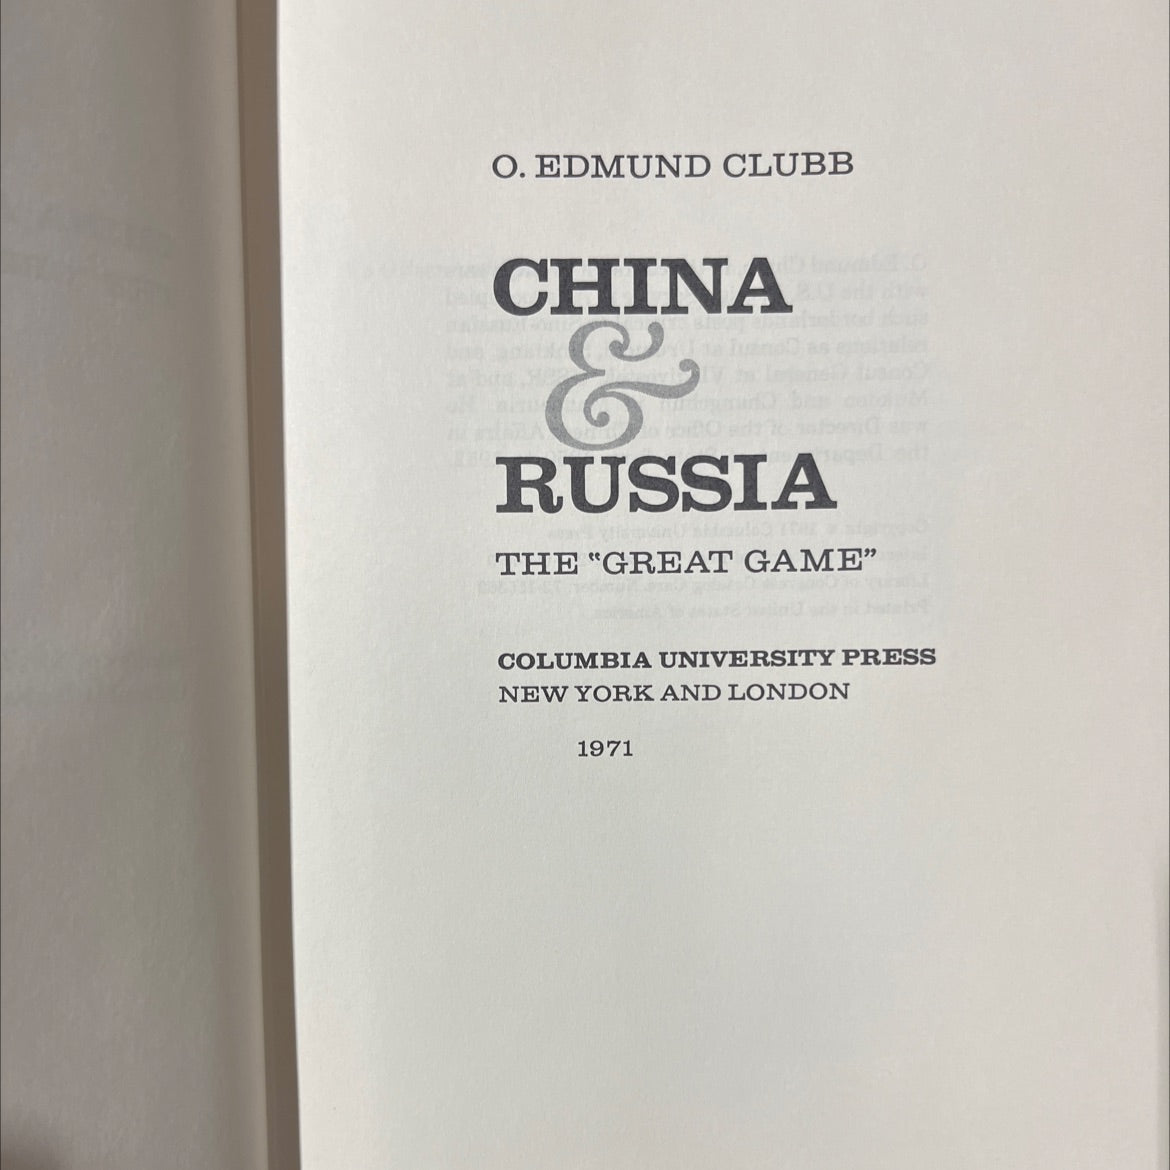 O. EDMUND CLUBB
CHINA
&
RUSSIA
THE “GREAT GAME”
COLUMBIA UNIVERSITY PRESS
NEW YORK AND LONDON
1971